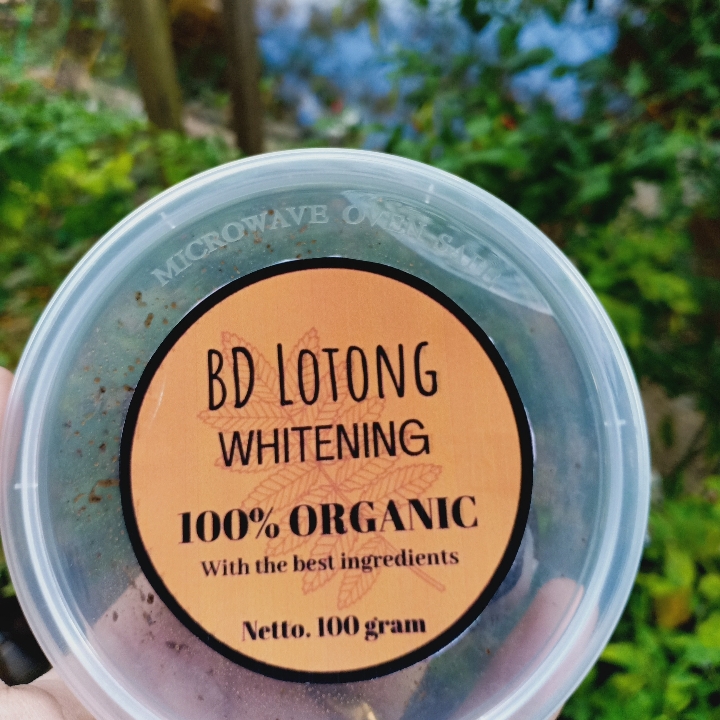 MICROWAVE OVEN SAFE
BD LOTONG
WHITENING
100% ORGANIC
With the best ingredients
Netto. 100 gram